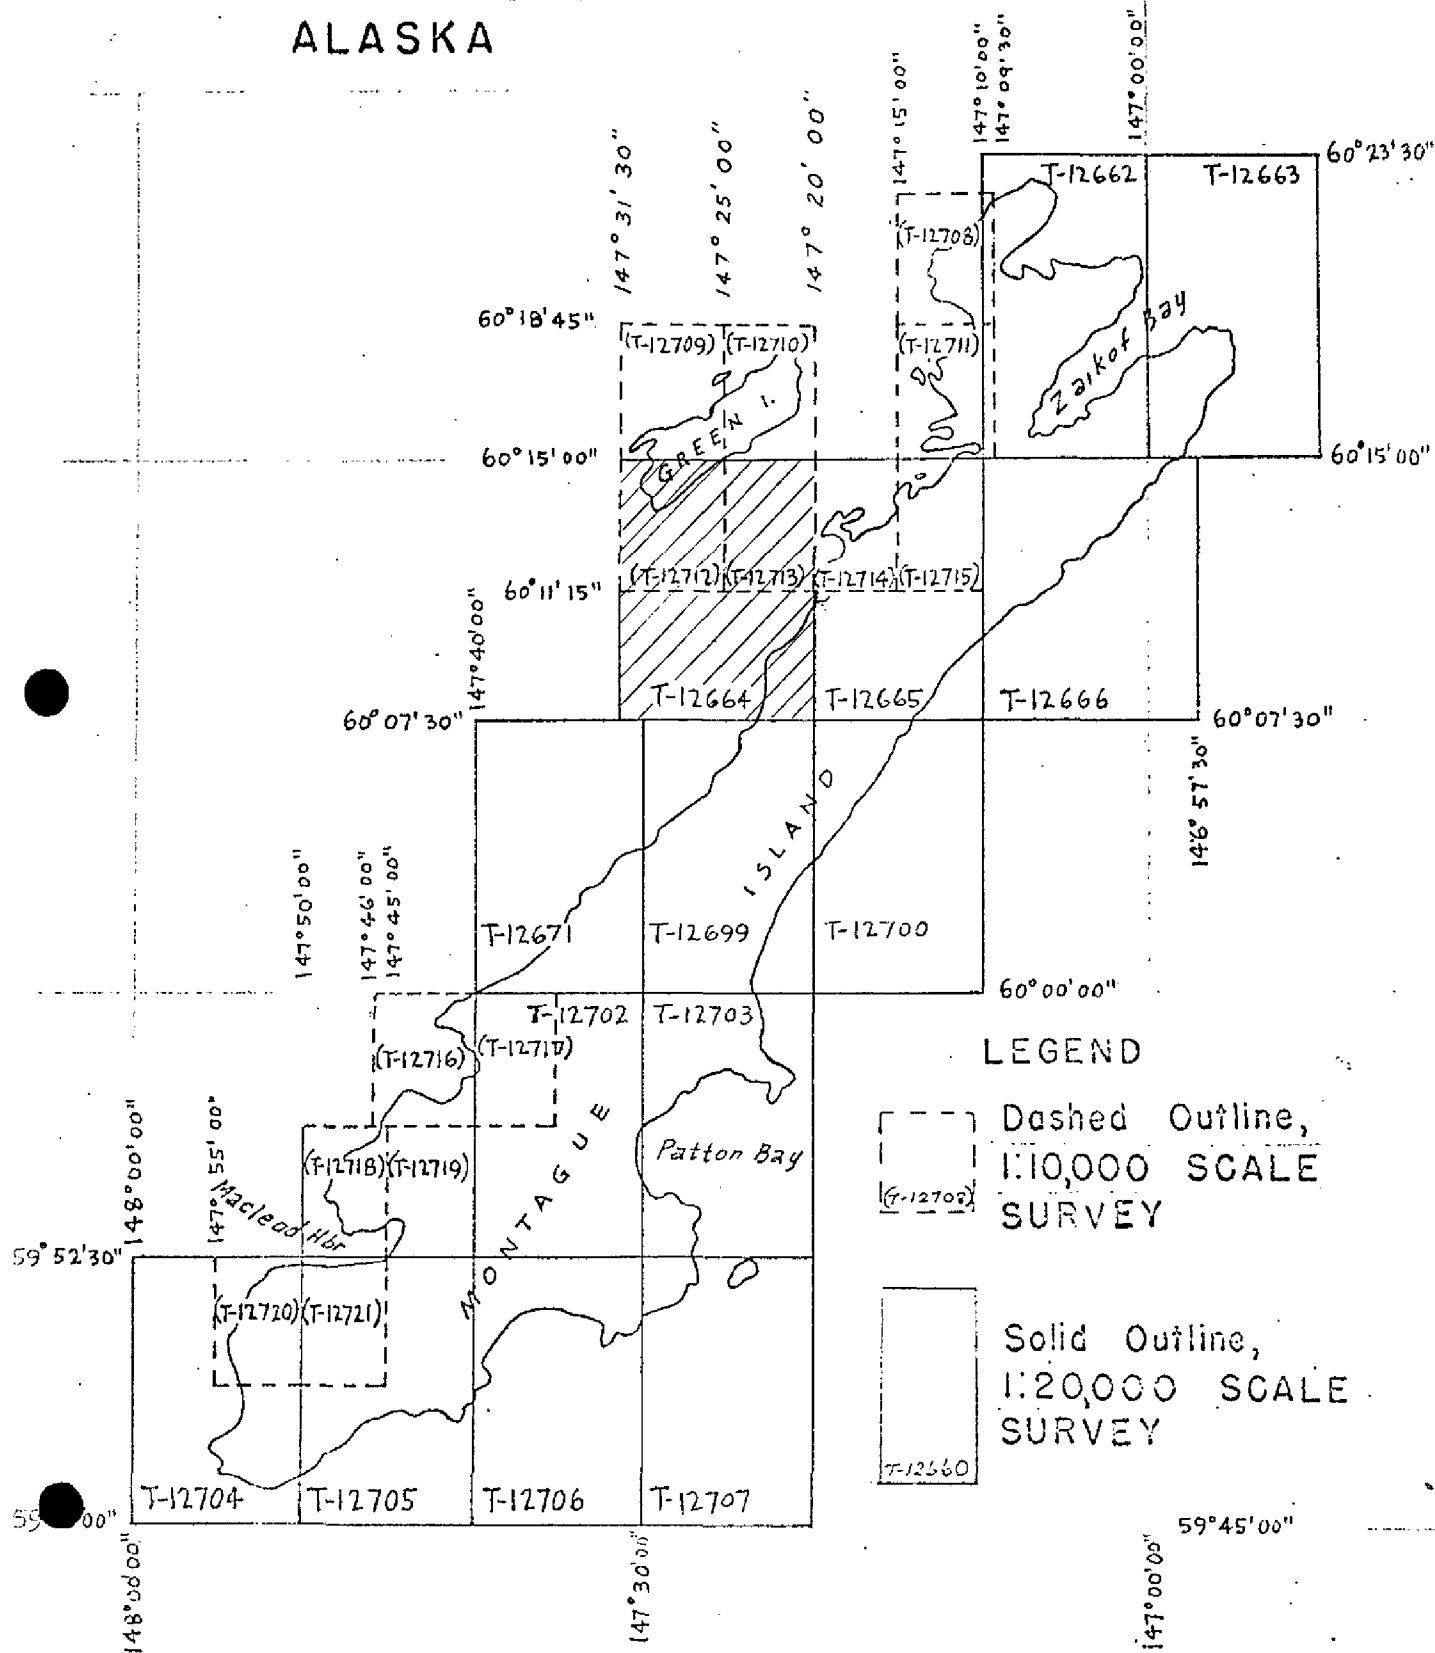 ALASKA
147° 31' 30"
147° 25' 00"
147° 20' 00"
147° 15' 00"
147° 10' 00"
147° 09' 30"
147° 00' 00"
60° 23' 30"
T-12662
T-12663
(T-12708)
60° 18' 45"
(T-12709)
(T-12710)
(T-12711)
Zaikof Bay
GREEN I.
60° 15' 00"
60° 15' 00"
60° 11' 15"
(T-12712)
(T-12713)
(T-12714)
(T-12715)
147° 40' 00"
T-12664
T-12665
T-12666
60° 07' 30"
60° 07' 30"
146° 57' 30"
ISLAND
147° 50' 00"
147° 46' 00"
147° 45' 00"
T-12671
T-12699
T-12700
60° 00' 00"
T-12702
T-12703
(T-12716)
(T-12717)
LEGEND
148° 00' 00"
147° 55' 00"
(T-12718)
(T-12719)
MONTAGUE
Patton Bay
Dashed Outline,
1:10,000 SCALE
SURVEY
(T-12708)
Macleod Hbr
59° 52' 30"
(T-12720)
(T-12721)
Solid Outline,
1:20,000 SCALE
SURVEY
T-12660
T-12704
T-12705
T-12706
T-12707
59 00"
59° 45' 00"
148° 00' 00"
147° 30' 00"
147° 00' 00"